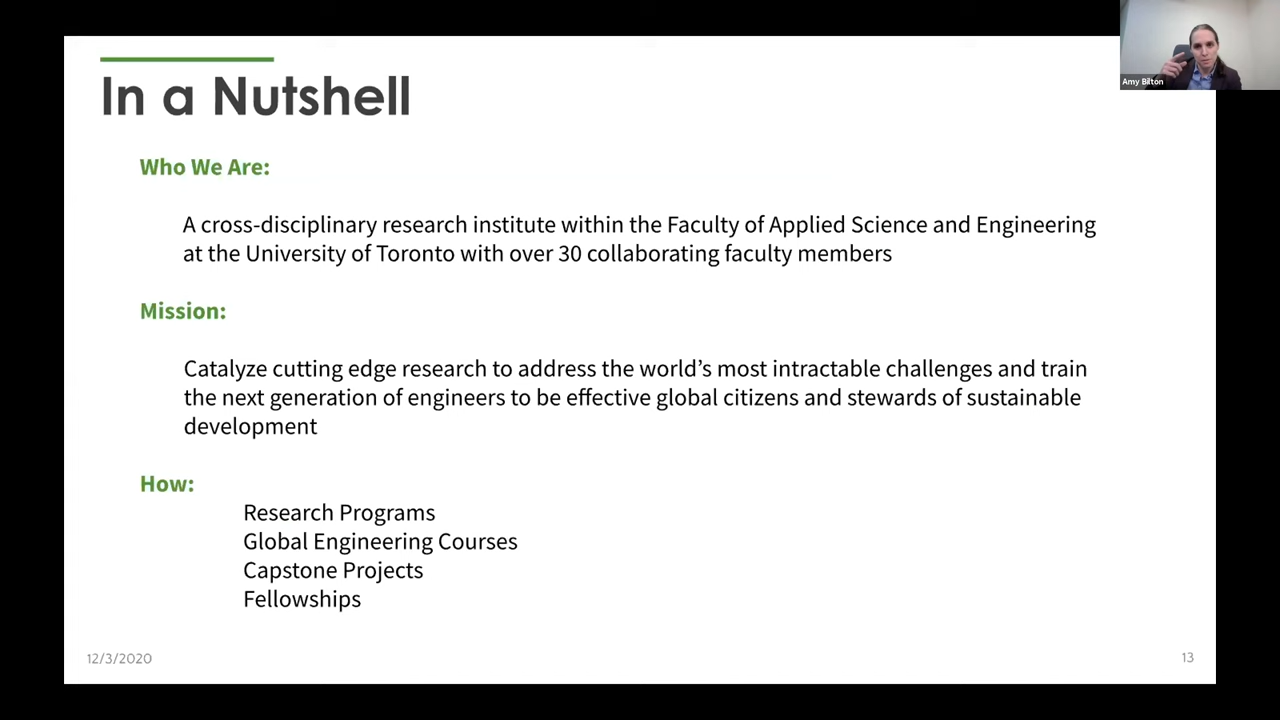 In a Nutshell
Amy Bilton
Who We Are:
A cross-disciplinary research institute within the Faculty of Applied Science and Engineering
at the University of Toronto with over 30 collaborating faculty members
Mission:
Catalyze cutting edge research to address the world’s most intractable challenges and train
the next generation of engineers to be effective global citizens and stewards of sustainable
development
How:
Research Programs
Global Engineering Courses
Capstone Projects
Fellowships
12/3/2020
13